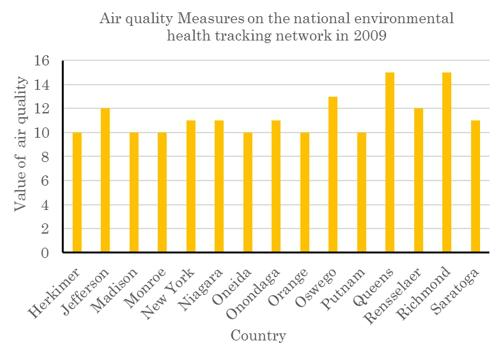 Air quality Measures on the national environmental
health tracking network in 2009
Value of air quality
16
14
12
10
8
6
4
2
0
Herkimer
Jefferson
Madison
Monroe
New York
Niagara
Oneida
Onondaga
Orange
Oswego
Putnam
Queens
Rensselaer
Richmond
Saratoga
Country